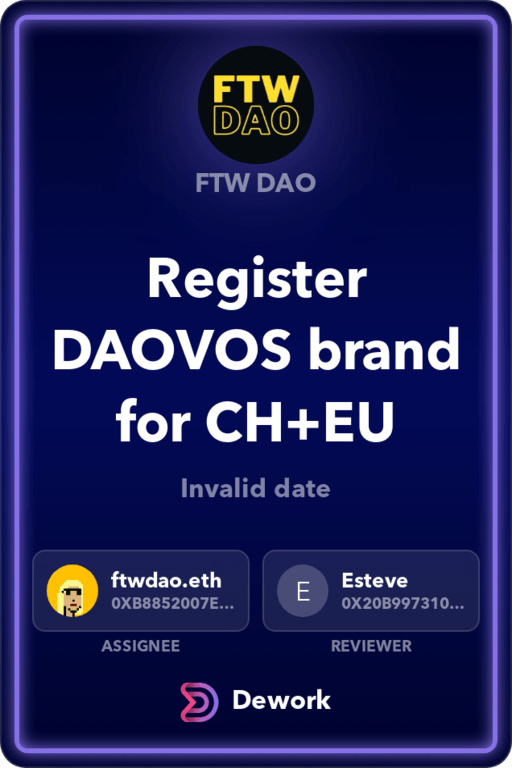 FTW
DAO
FTW DAO
Register
DAOVOS brand
for CH+EU
Invalid date
ftwdao.eth
0XB8852007E...
ASSIGNEE
E
Esteve
0X20B997310...
REVIEWER
Dework